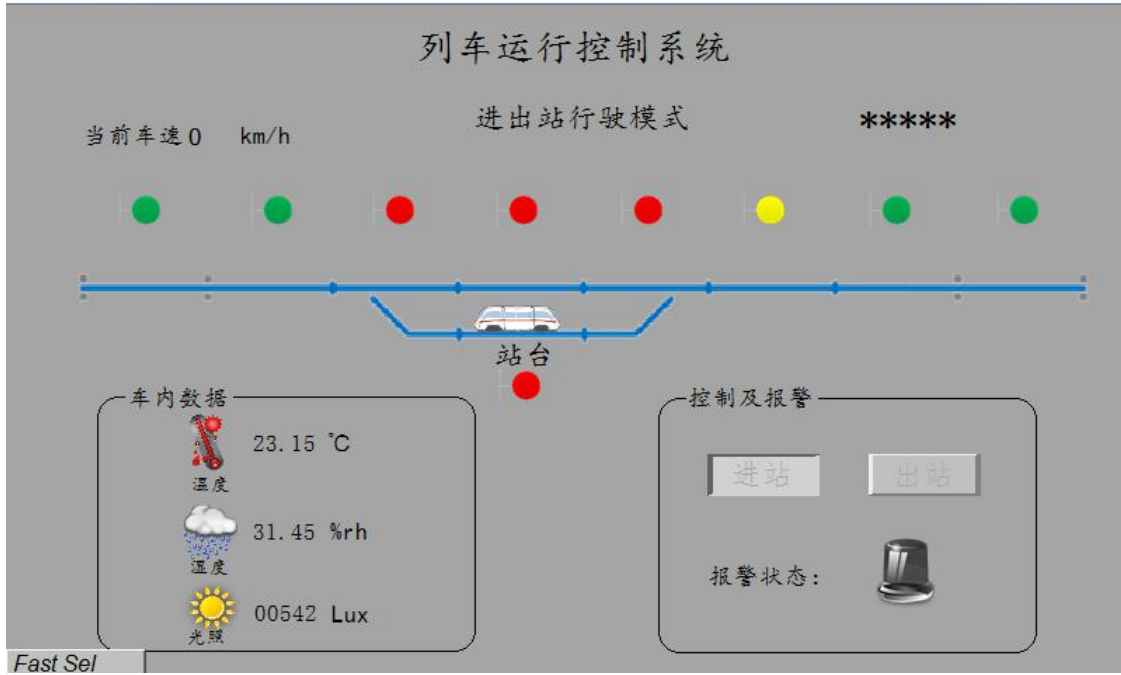 列车运行控制系统
进出站行驶模式 *****
当前车速0 km/h
站台
车内数据
23.15 ℃
温度
31.45 %rh
湿度
00542 Lux
光照
控制及报警
进站 出站
报警状态:
Fast Sel